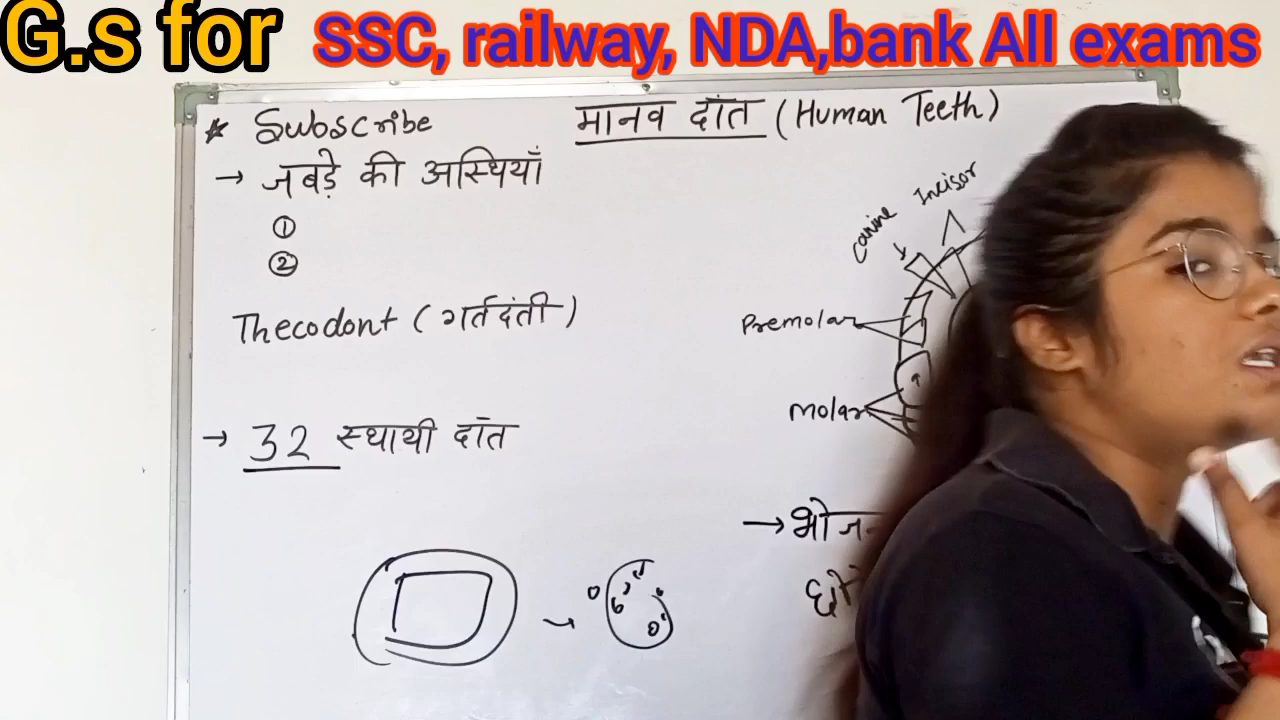 G.s for SSC, railway, NDA,bank All exams
मानव दाँत (Human Teeth)
* Subscribe
→ जबड़े की अस्थियाँ
①
②
Thecodont (गर्तदंती)
→ 32 स्थायी दाँत
Incisor
Canine
Premolar
Molar
→ भोजन